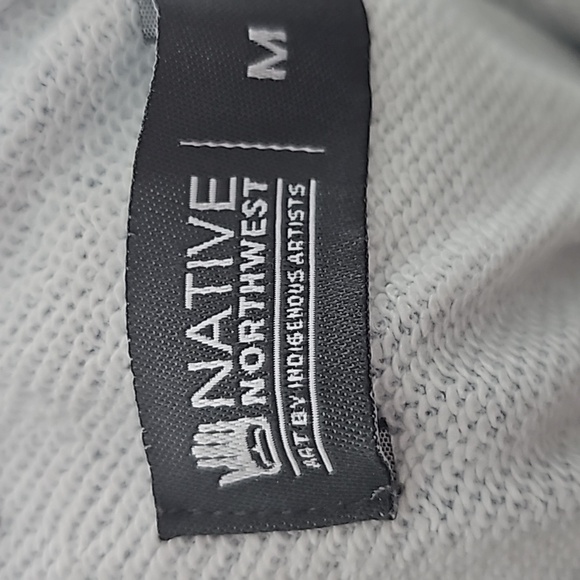 NATIVE
NORTHWEST
ART BY INDIGENOUS ARTISTS
M